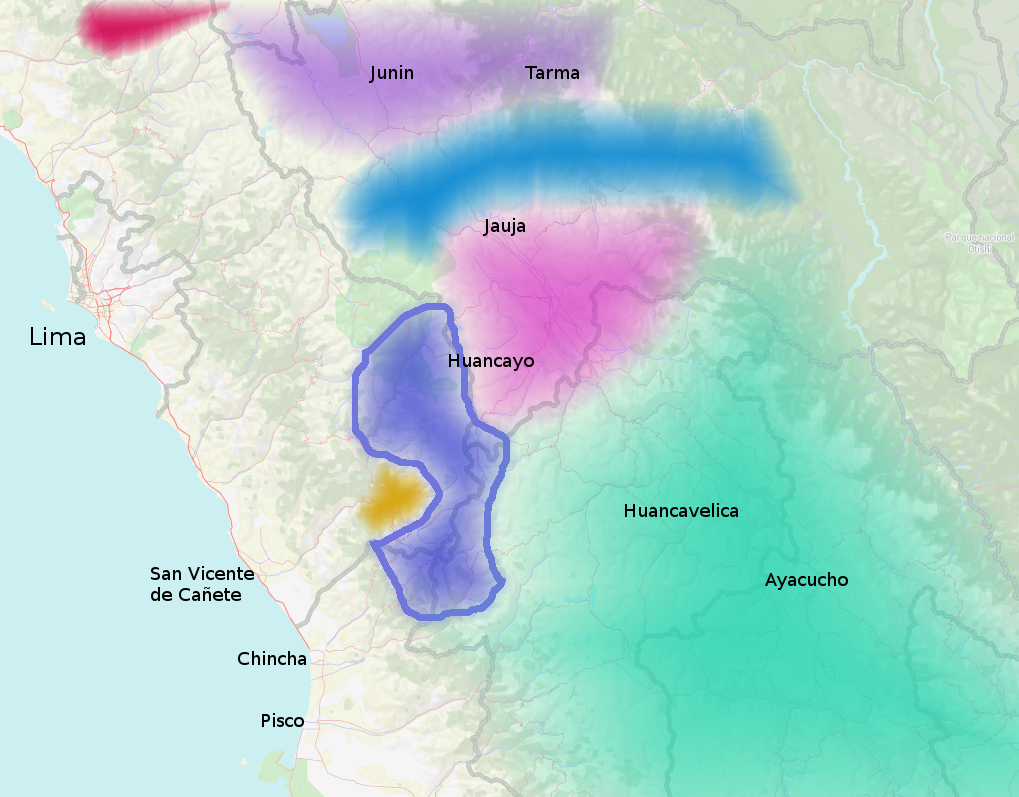 Junin
Tarma
Jauja
Parque nacional
Otishi
Lima
Huancayo
Huancavelica
San Vicente
de Cañete
Ayacucho
Chincha
Pisco